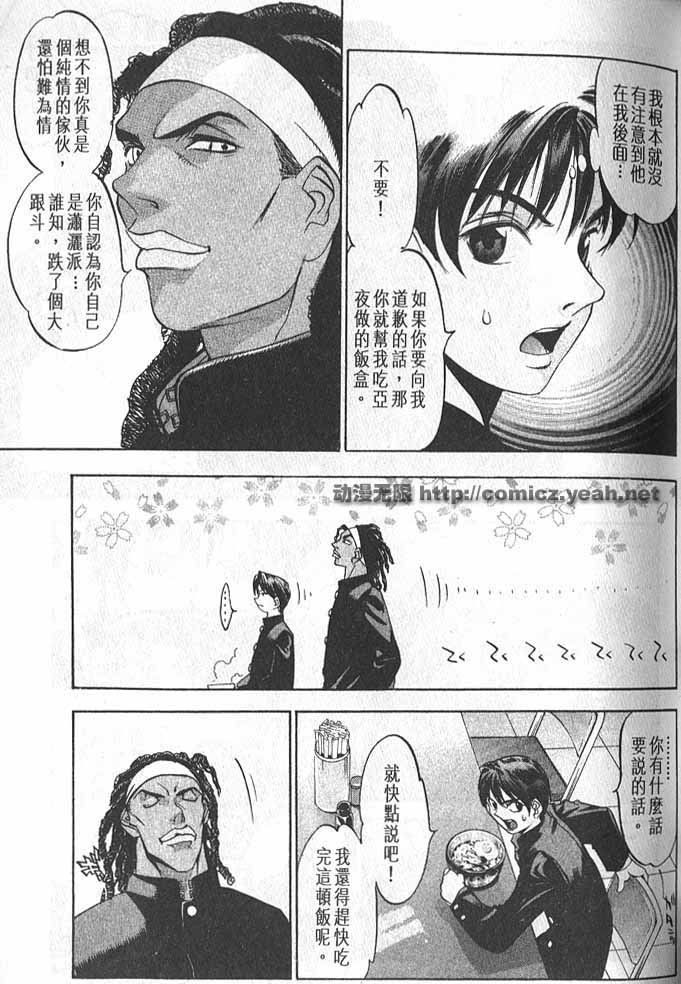 我根本就沒
有注意到他
在我後面…
不要！
如果你要向我
道歉的話，那
你就幫我吃亞
夜做的飯盒。
想不到你真是
個純情的傢伙，
還怕難為情
你自認為你自己
是瀟灑派…
誰知，跌了個大
跟斗。
动漫无限 http://comicz.yeah.net
……
………
你有什麼話
要說的話。
就快點說吧！
我還得趕快吃
完這頓飯呢。